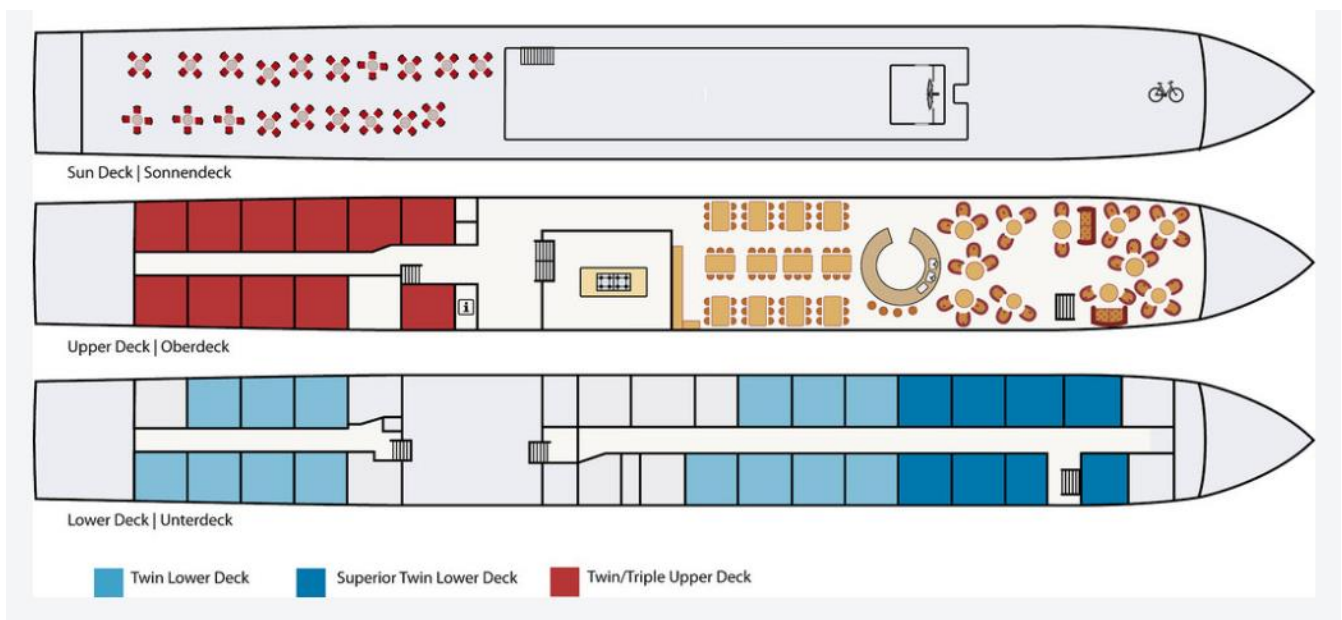 Sun Deck | Sonnendeck
i
Upper Deck | Oberdeck
Lower Deck | Unterdeck
Twin Lower Deck
Superior Twin Lower Deck
Twin/Triple Upper Deck